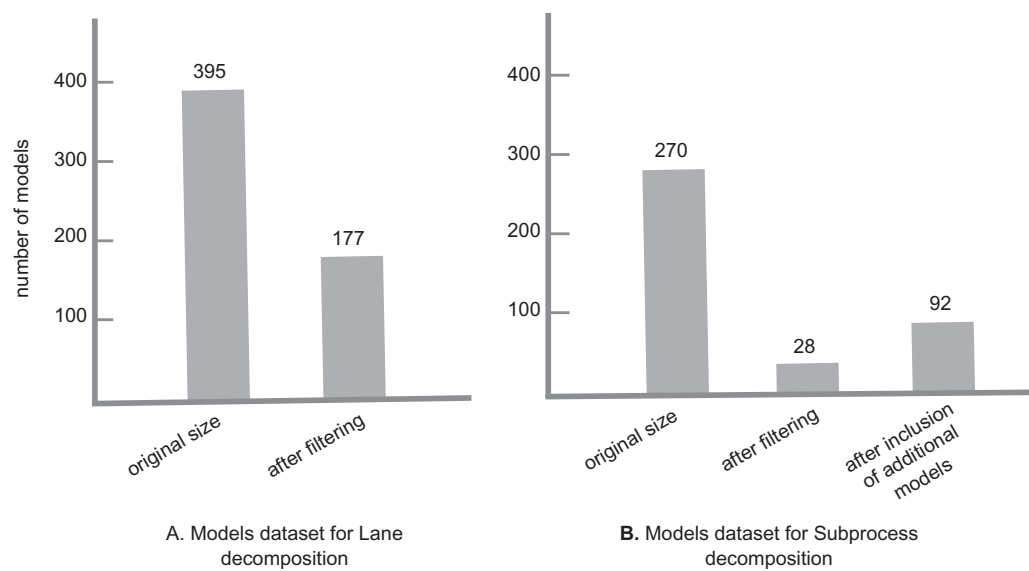 number of models
400
300
200
100
395
177
original size
after filtering
A. Models dataset for Lane
decomposition
400
300
200
100
270
28
92
original size
after filtering
after inclusion
of additional
models
B. Models dataset for Subprocess
decomposition